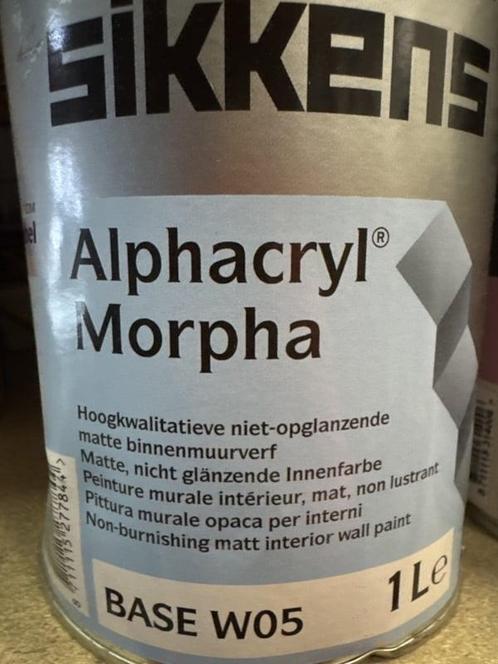 sikkens
Alphacryl®
Morpha
Hoogkwalitatieve niet-opglanzende
matte binnenmuurverf
Matte, nicht glänzende Innenfarbe
Peinture murale intérieur, mat, non lustrant
Pittura murale opaca per interni
Non-burnishing matt interior wall paint
BASE W05
1 L e